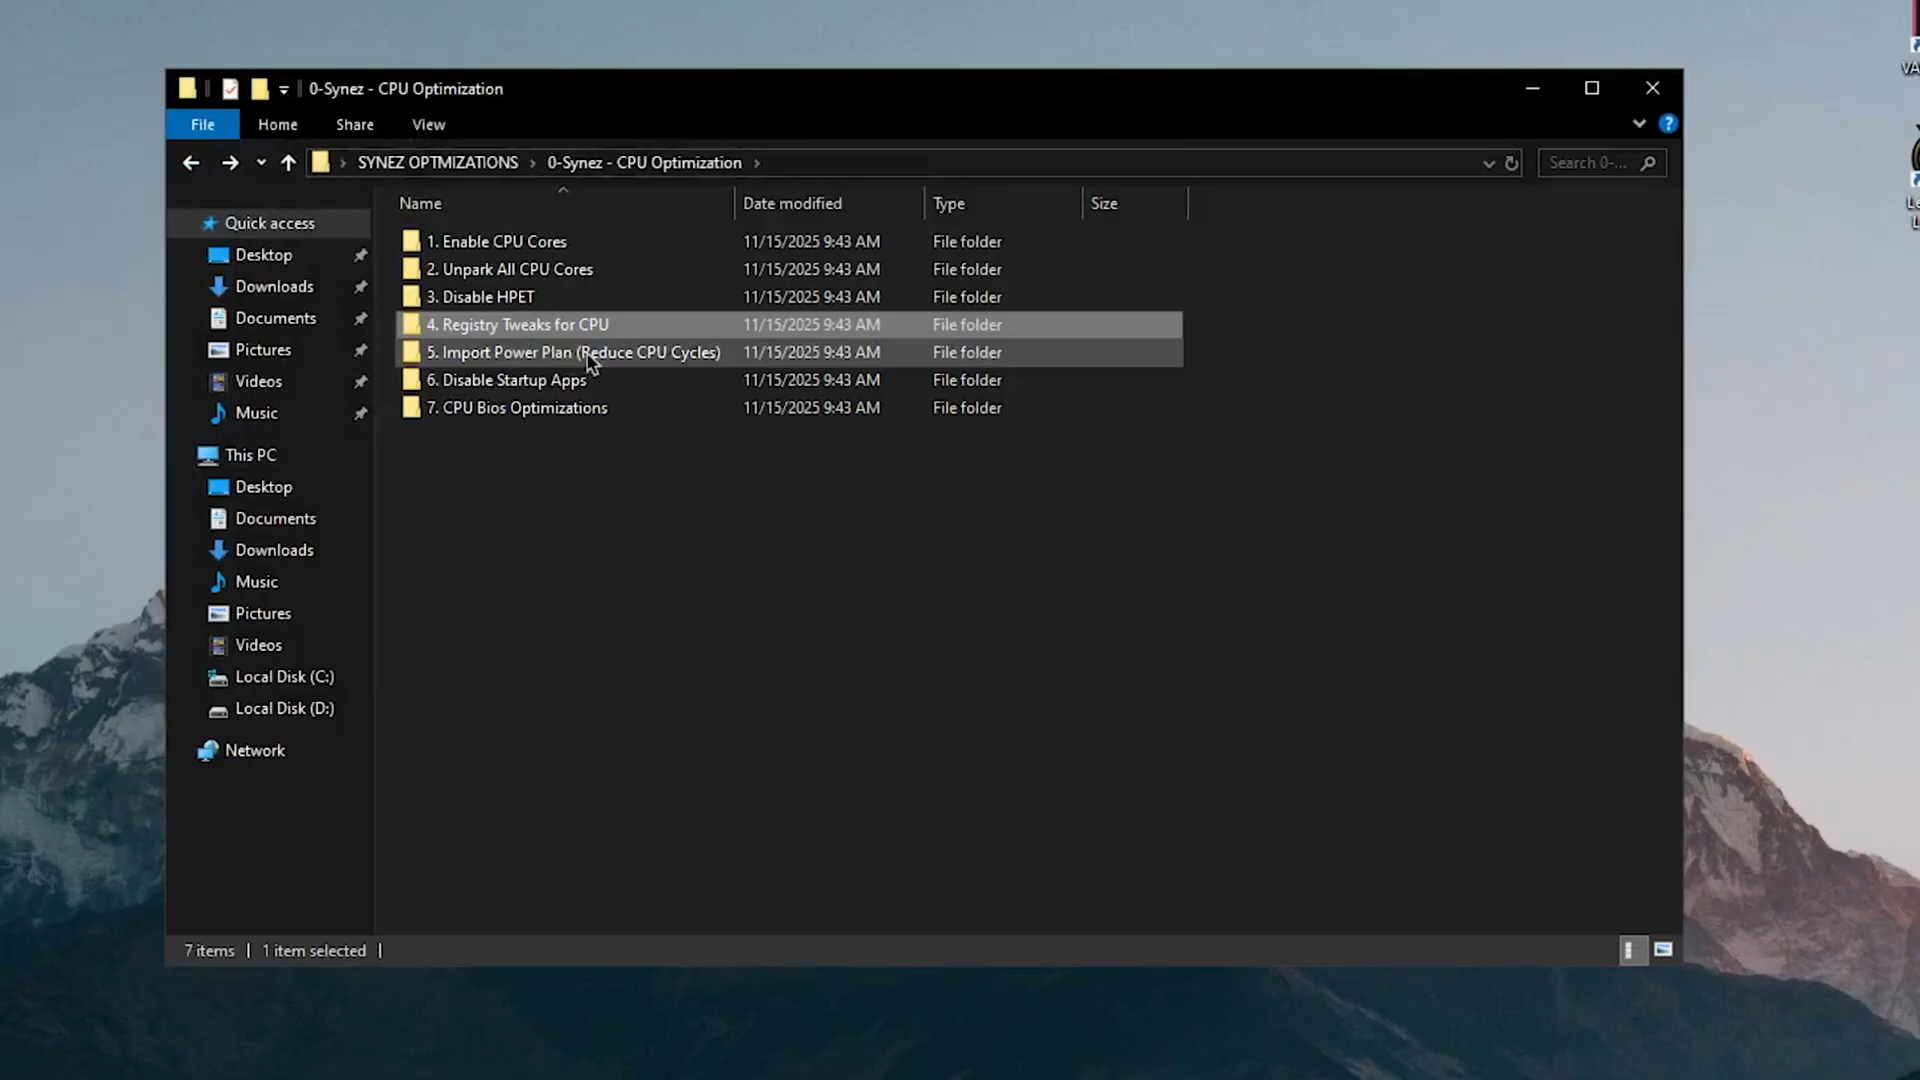 0-Synez - CPU Optimization
File Home Share View
SYNEZ OPTMIZATIONS 0-Synez - CPU Optimization
Search 0-...
Name Date modified Type Size
Quick access
Desktop
Downloads
Documents
Pictures
Videos
Music
This PC
Desktop
Documents
Downloads
Music
Pictures
Videos
Local Disk (C:)
Local Disk (D:)
Network
1. Enable CPU Cores 11/15/2025 9:43 AM File folder
2. Unpark All CPU Cores 11/15/2025 9:43 AM File folder
3. Disable HPET 11/15/2025 9:43 AM File folder
4. Registry Tweaks for CPU 11/15/2025 9:43 AM File folder
5. Import Power Plan (Reduce CPU Cycles) 11/15/2025 9:43 AM File folder
6. Disable Startup Apps 11/15/2025 9:43 AM File folder
7. CPU Bios Optimizations 11/15/2025 9:43 AM File folder
7 items 1 item selected
VA
Le
L